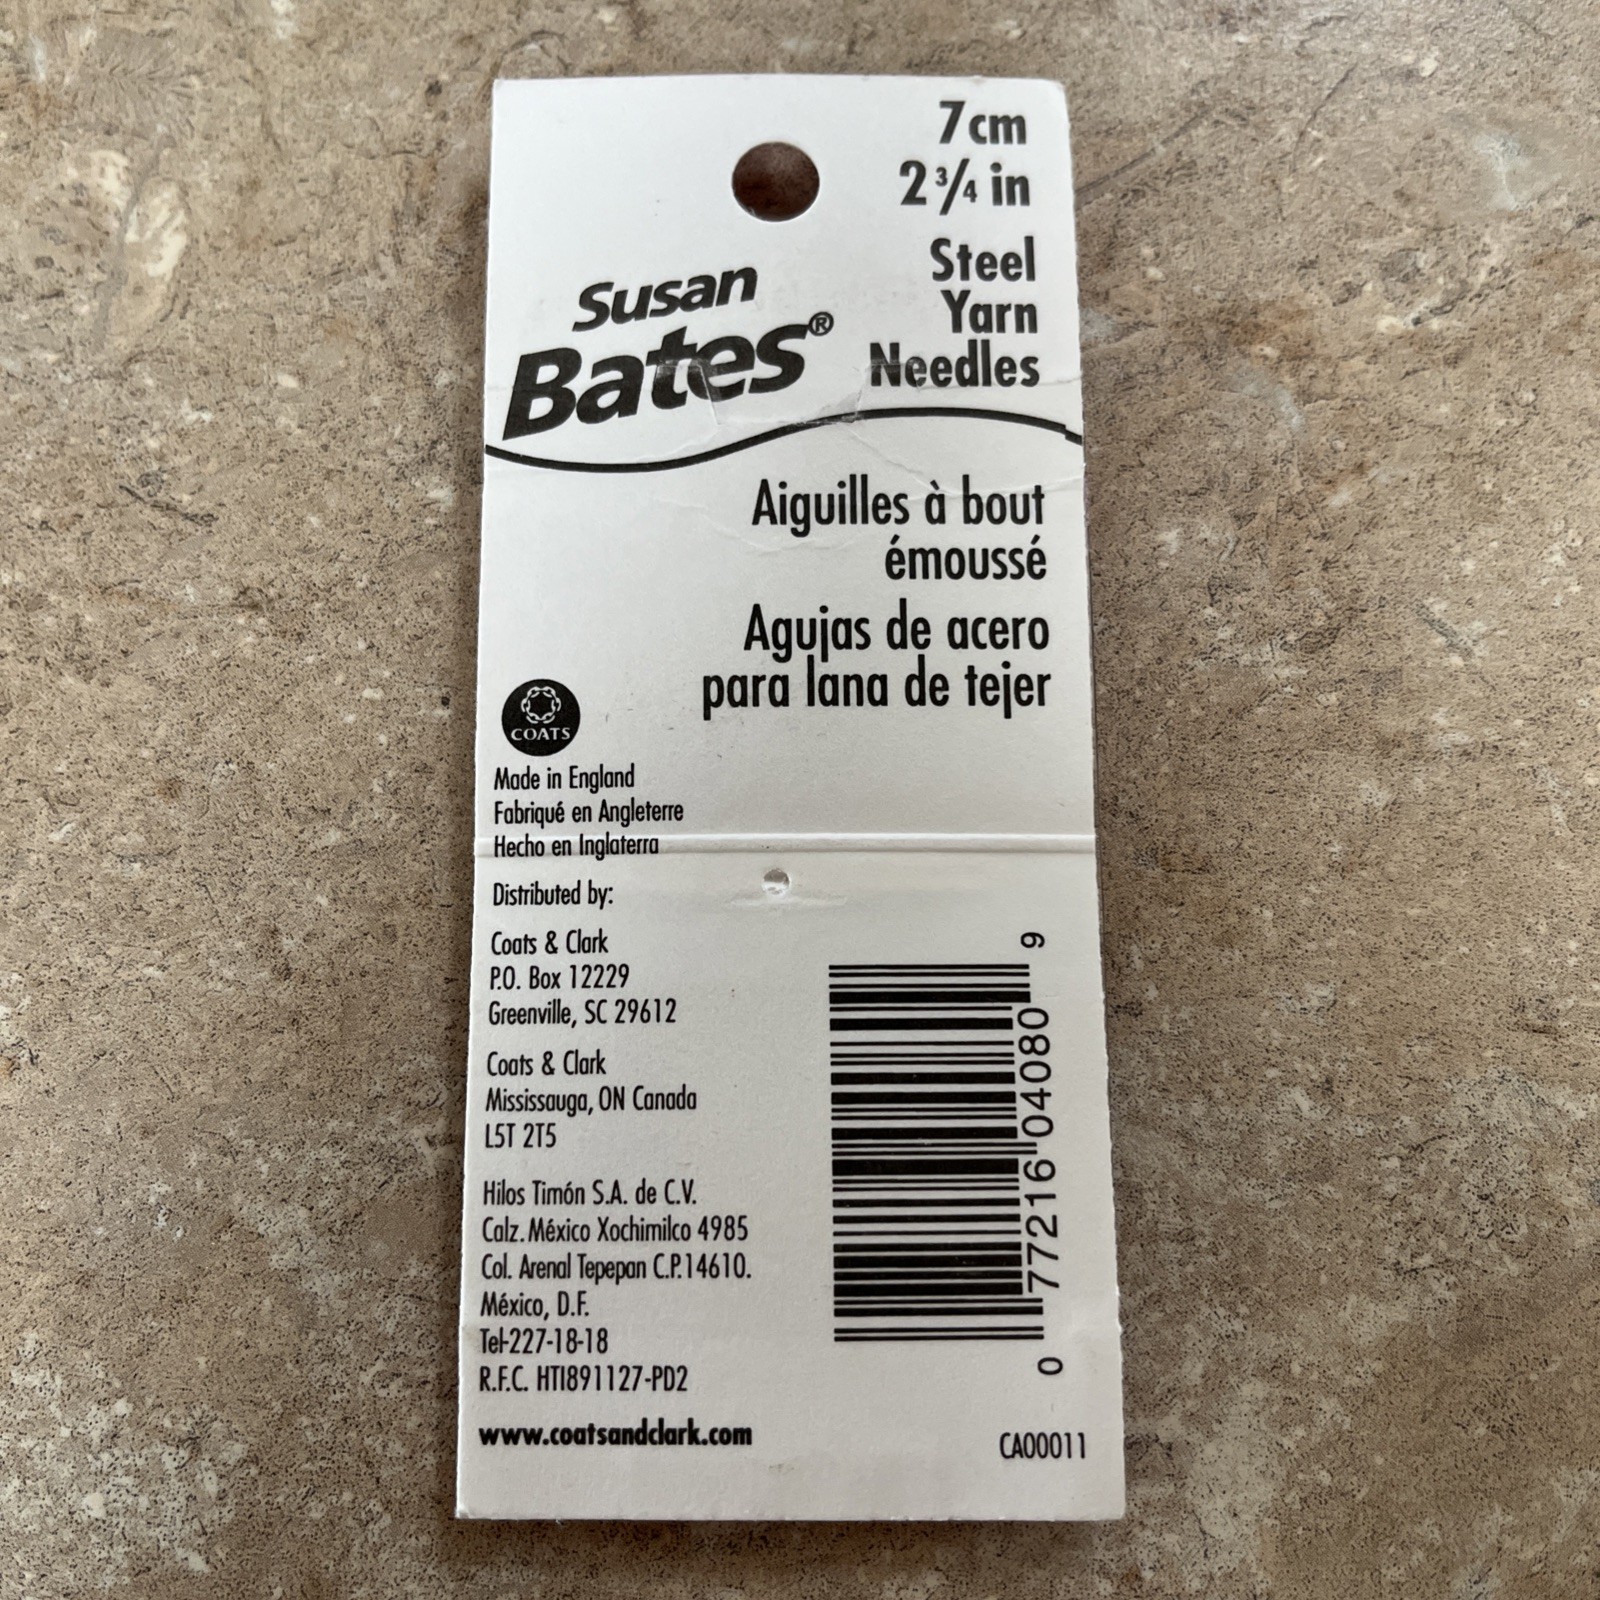 7 cm
2 3/4 in
Steel
Yarn
Needles
Susan
Bates®
Aiguilles à bout
émoussé
Agujas de acero
para lana de tejer
COATS
Made in England
Fabriqué en Angleterre
Hecho en Inglaterra
Distributed by:
Coats & Clark
P.O. Box 12229
Greenville, SC 29612
Coats & Clark
Mississauga, ON Canada
L5T 2T5
Hilos Timón S.A. de C.V.
Calz. México Xochimilco 4985
Col. Arenal Tepepan C.P.14610.
México, D.F.
Tel-227-18-18
R.F.C. HTI891127-PD2
www.coatsandclark.com
0 77216 04080 9
CA00011